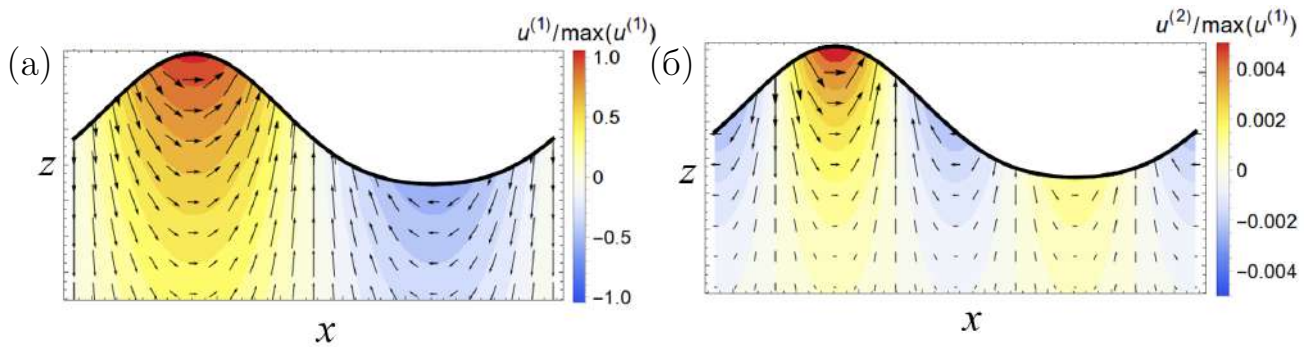 (а)
u^(1)/max(u^(1))
1.0
0.5
0
−0.5
−1.0
z
x
(б)
u^(2)/max(u^(1))
0.004
0.002
0
−0.002
−0.004
z
x